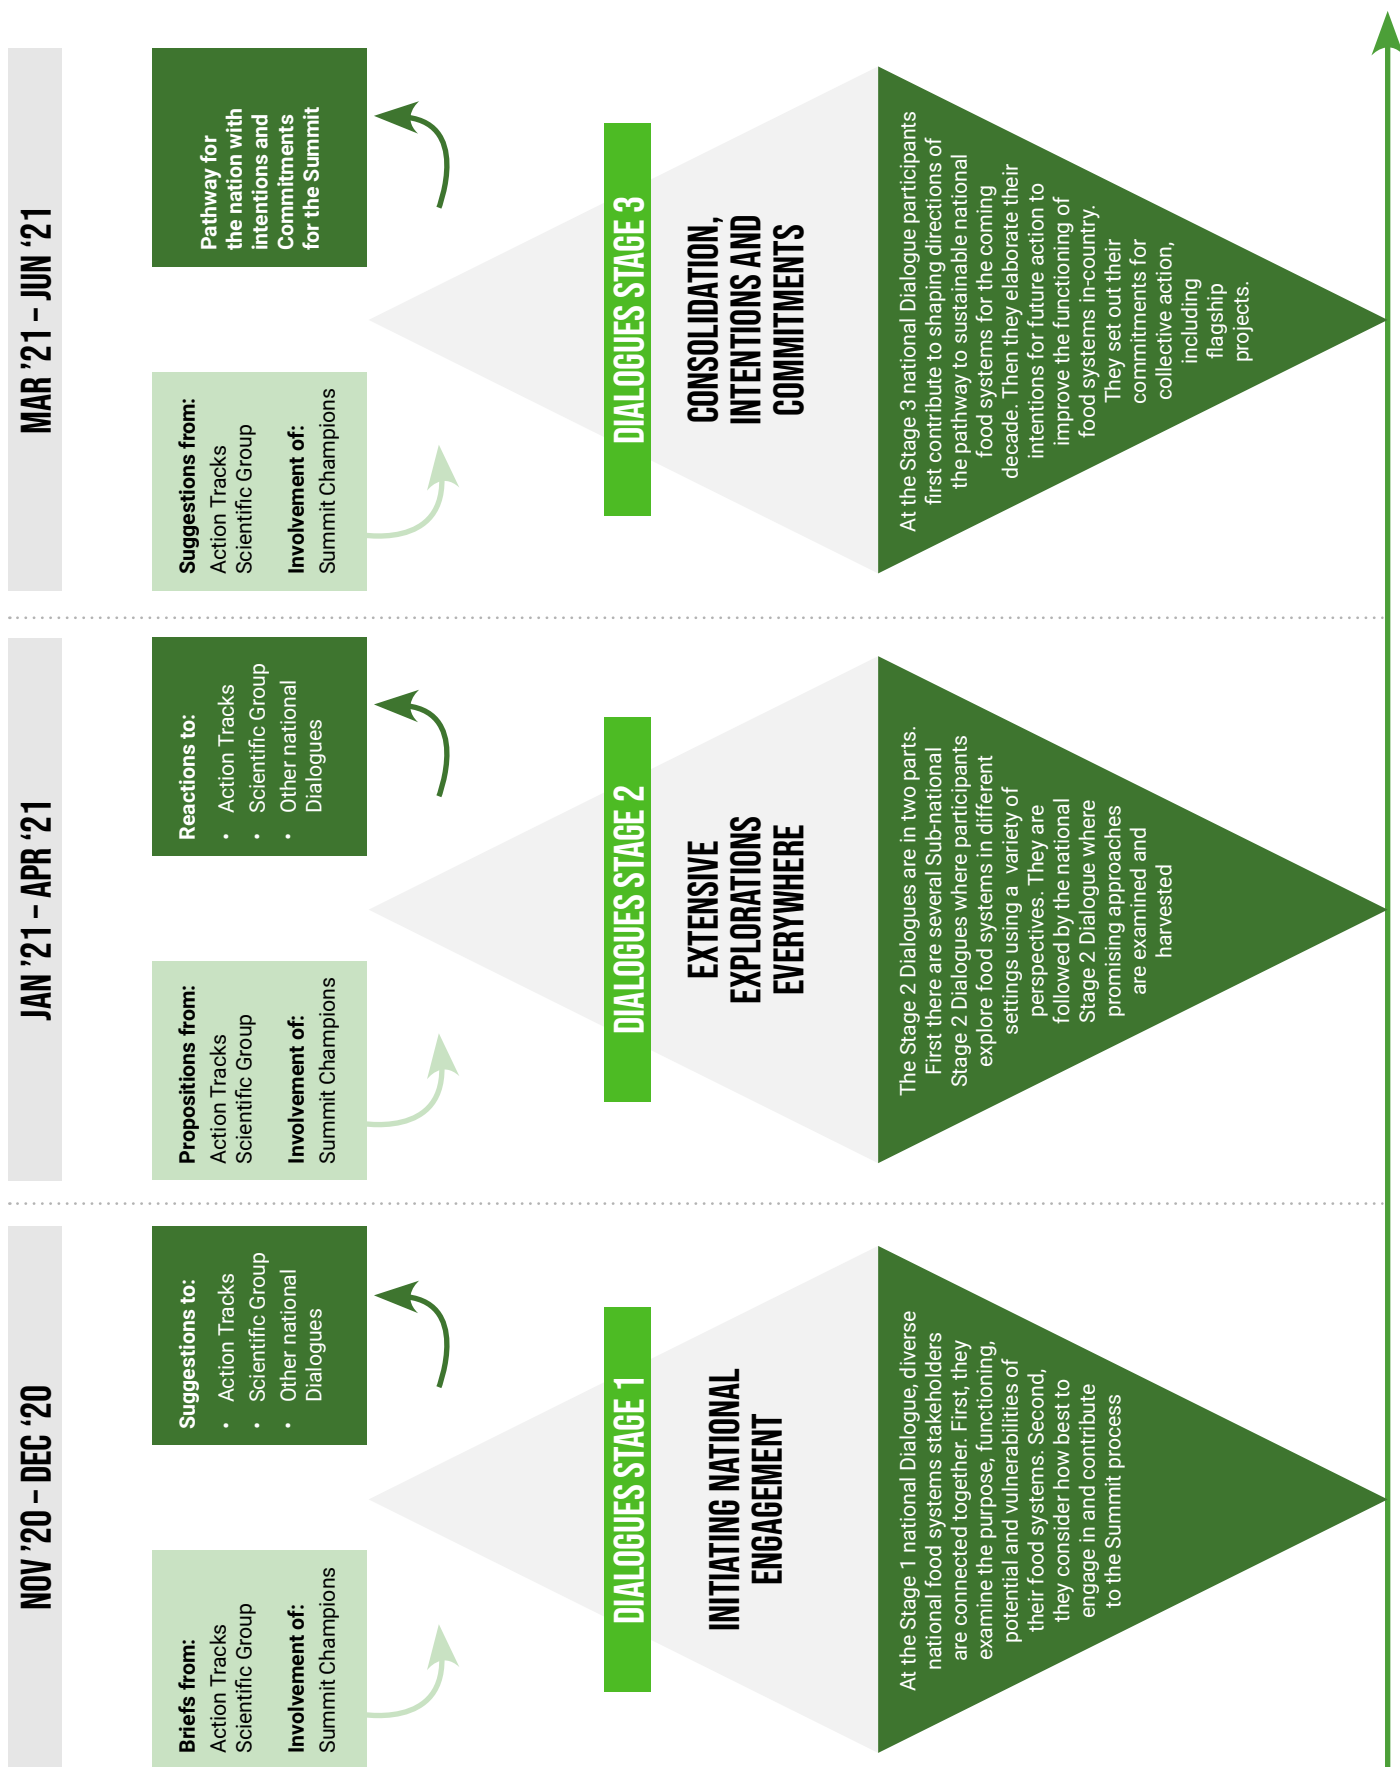 NOV ’20 – DEC ‘20
Briefs from:
Action Tracks
Scientific Group
Involvement of:
Summit Champions
Suggestions to:
• Action Tracks
• Scientific Group
• Other national
Dialogues
DIALOGUES STAGE 1
INITIATING NATIONAL
ENGAGEMENT
At the Stage 1 national Dialogue, diverse
national food systems stakeholders
are connected together. First, they
examine the purpose, functioning,
potential and vulnerabilities of
their food systems. Second,
they consider how best to
engage in and contribute
to the Summit process
JAN ’21 – APR ‘21
Propositions from:
Action Tracks
Scientific Group
Involvement of:
Summit Champions
Reactions to:
• Action Tracks
• Scientific Group
• Other national
Dialogues
DIALOGUES STAGE 2
EXTENSIVE
EXPLORATIONS
EVERYWHERE
The Stage 2 Dialogues are in two parts.
First there are several Sub-national
Stage 2 Dialogues where participants
explore food systems in different
settings using a variety of
perspectives. They are
followed by the national
Stage 2 Dialogue where
promising approaches
are examined and
harvested
MAR ’21 – JUN ‘21
Suggestions from:
Action Tracks
Scientific Group
Involvement of:
Summit Champions
Pathway for
the nation with
intentions and
Commitments
for the Summit
DIALOGUES STAGE 3
CONSOLIDATION,
INTENTIONS AND
COMMITMENTS
At the Stage 3 national Dialogue participants
first contribute to shaping directions of
the pathway to sustainable national
food systems for the coming
decade. Then they elaborate their
intentions for future action to
improve the functioning of
food systems in-country.
They set out their
commitments for
collective action,
including
flagship
projects.